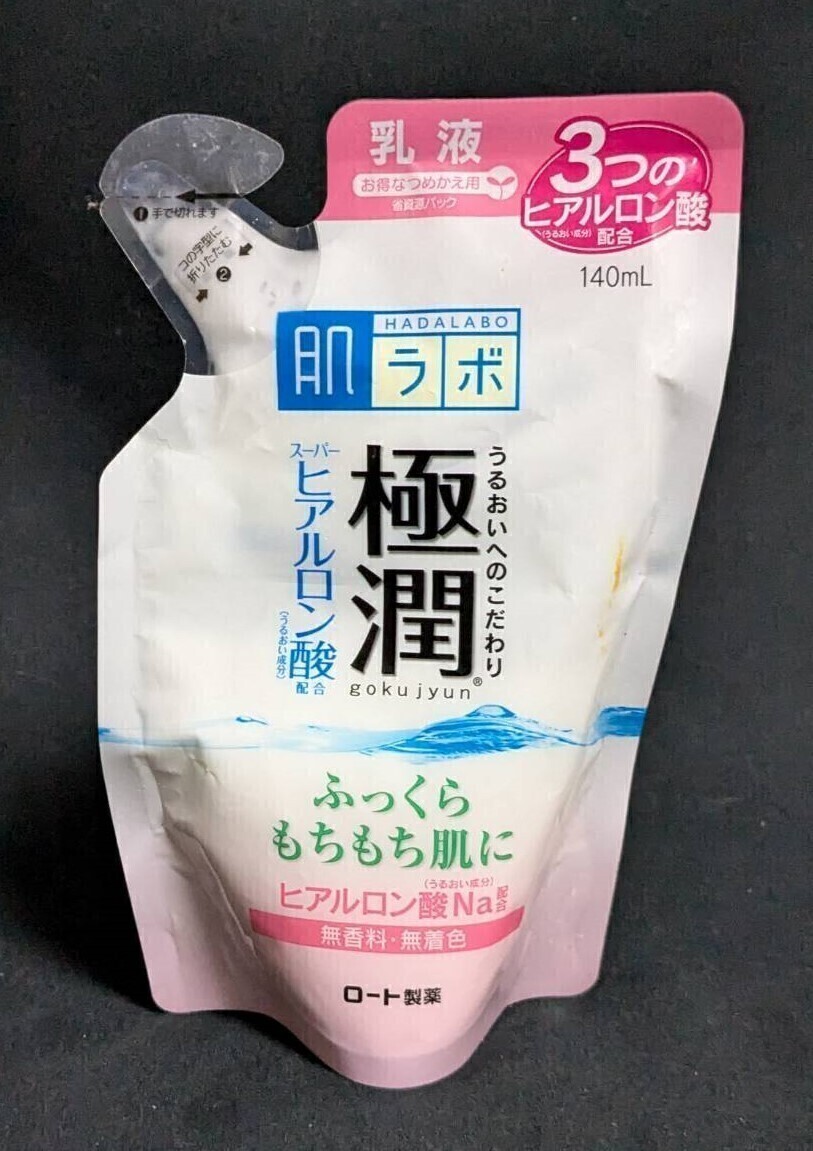 乳液
お得なつめかえ用
省資源パック
3つの
ヒアルロン酸
(うるおい成分) 配合
140mL
❶手で切れます
コの字型に
折りたたむ
❷
HADALABO
肌ラボ
うるおいへのこだわり
極潤®
gokujyun
スーパー
ヒアルロン酸
(うるおい成分)
配合
ふっくら
もちもち肌に
(うるおい成分)
ヒアルロン酸Na配合
無香料・無着色
ロート製薬